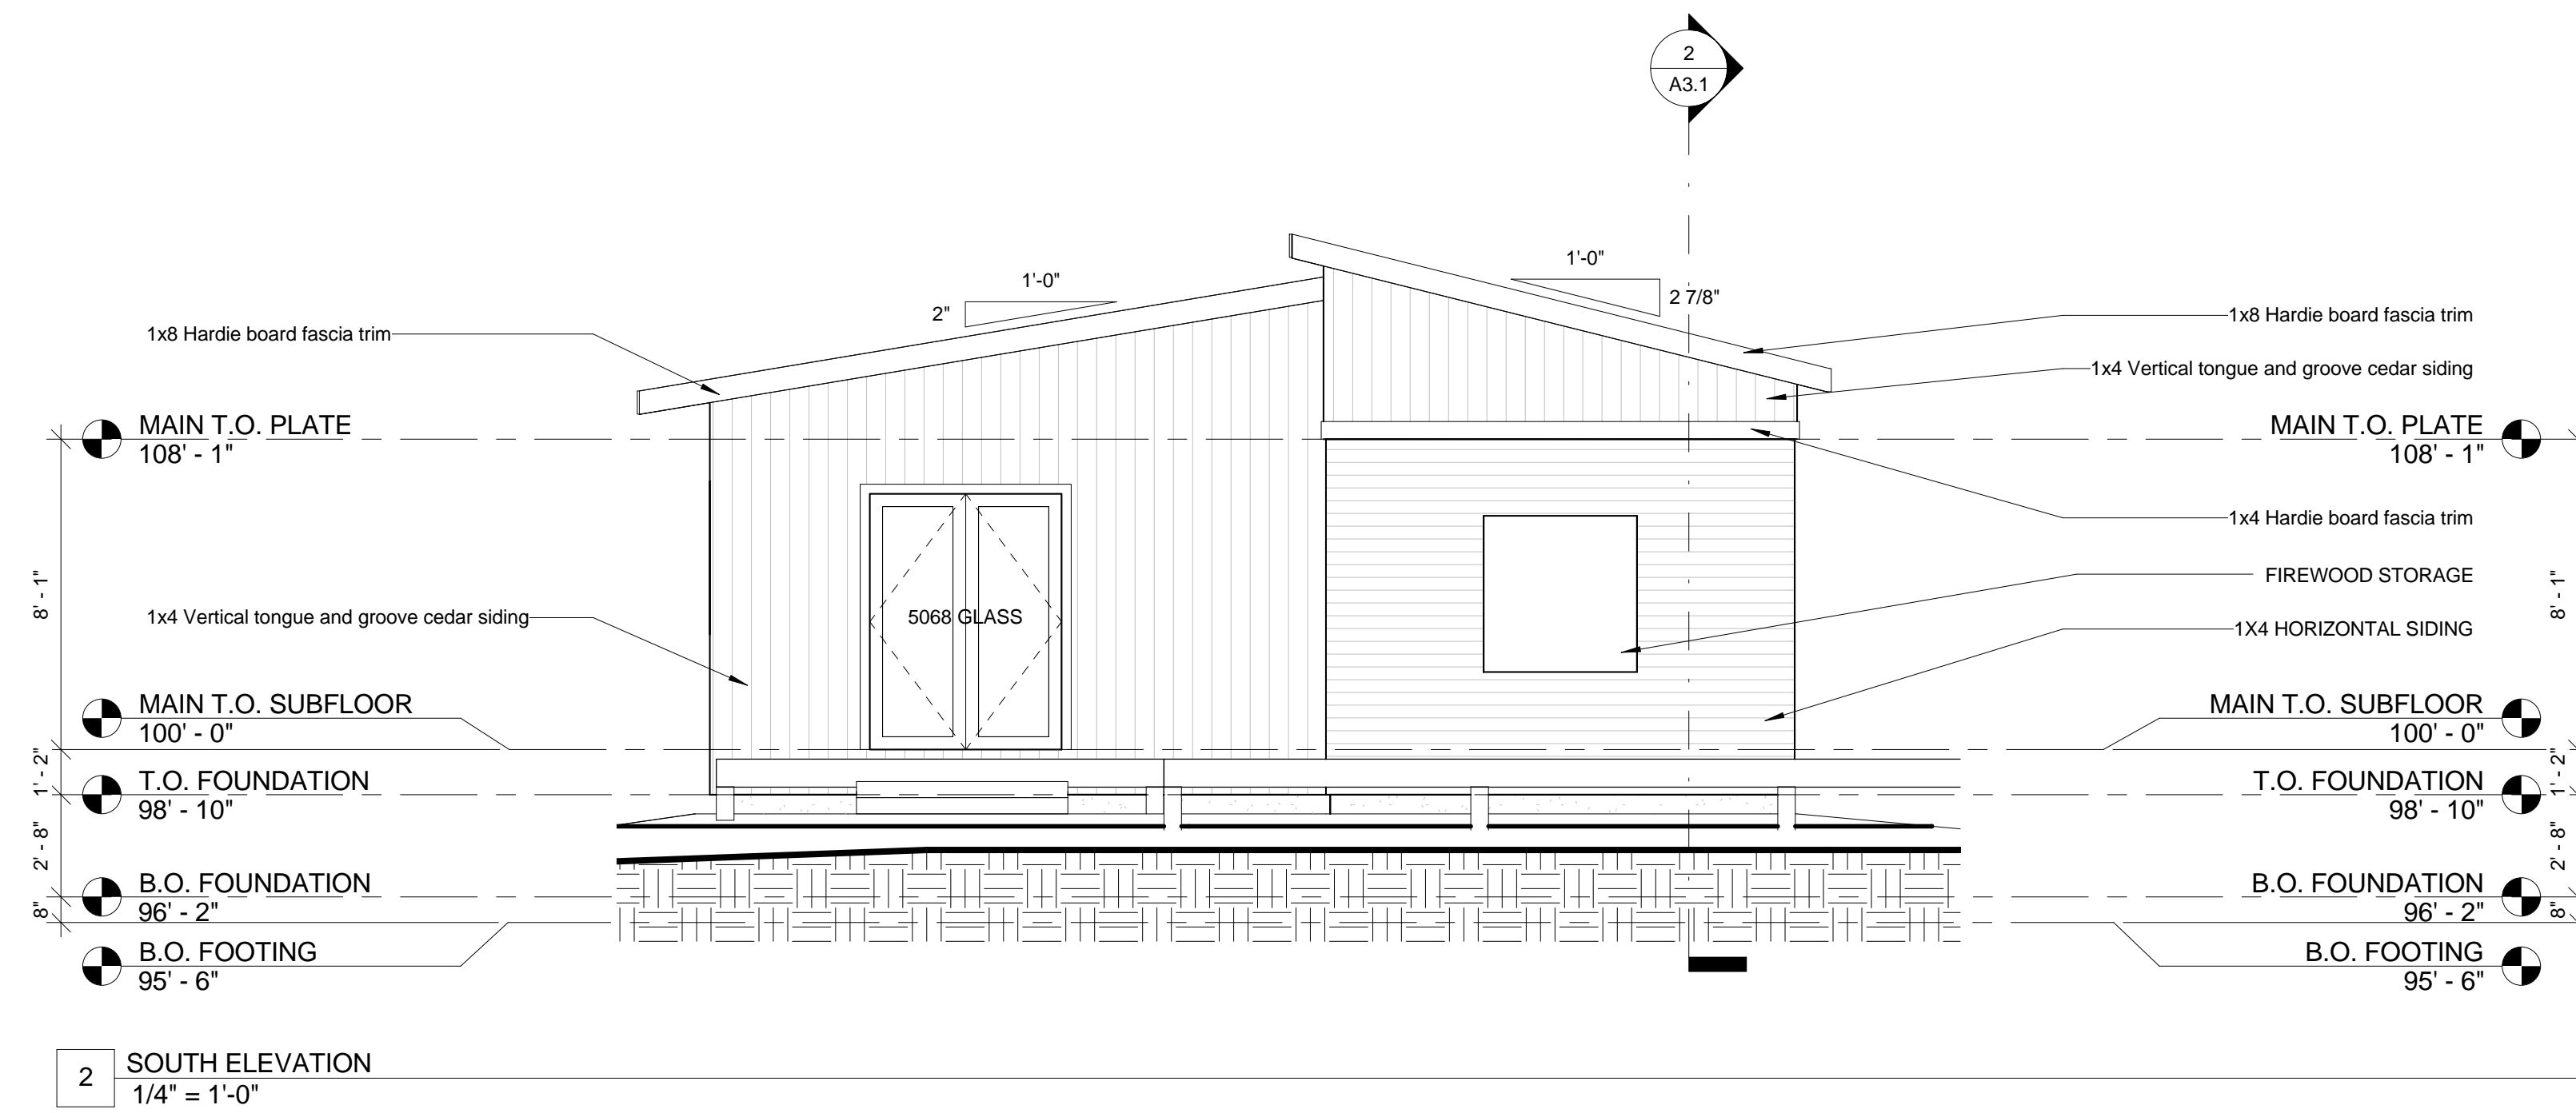 2
A3.1
1'-0"
2"
1'-0"
2 7/8"
1x8 Hardie board fascia trim
1x8 Hardie board fascia trim
1x4 Vertical tongue and groove cedar siding
MAIN T.O. PLATE
108' - 1"
MAIN T.O. PLATE
108' - 1"
1x4 Hardie board fascia trim
8' - 1"
FIREWOOD STORAGE
8' - 1"
1x4 Vertical tongue and groove cedar siding
5068 GLASS
1X4 HORIZONTAL SIDING
MAIN T.O. SUBFLOOR
100' - 0"
MAIN T.O. SUBFLOOR
100' - 0"
1' - 2"
T.O. FOUNDATION
98' - 10"
T.O. FOUNDATION
98' - 10"
1' - 2"
2' - 8"
B.O. FOUNDATION
96' - 2"
B.O. FOUNDATION
96' - 2"
2' - 8"
8"
8"
B.O. FOOTING
95' - 6"
B.O. FOOTING
95' - 6"
2
SOUTH ELEVATION
1/4" = 1'-0"